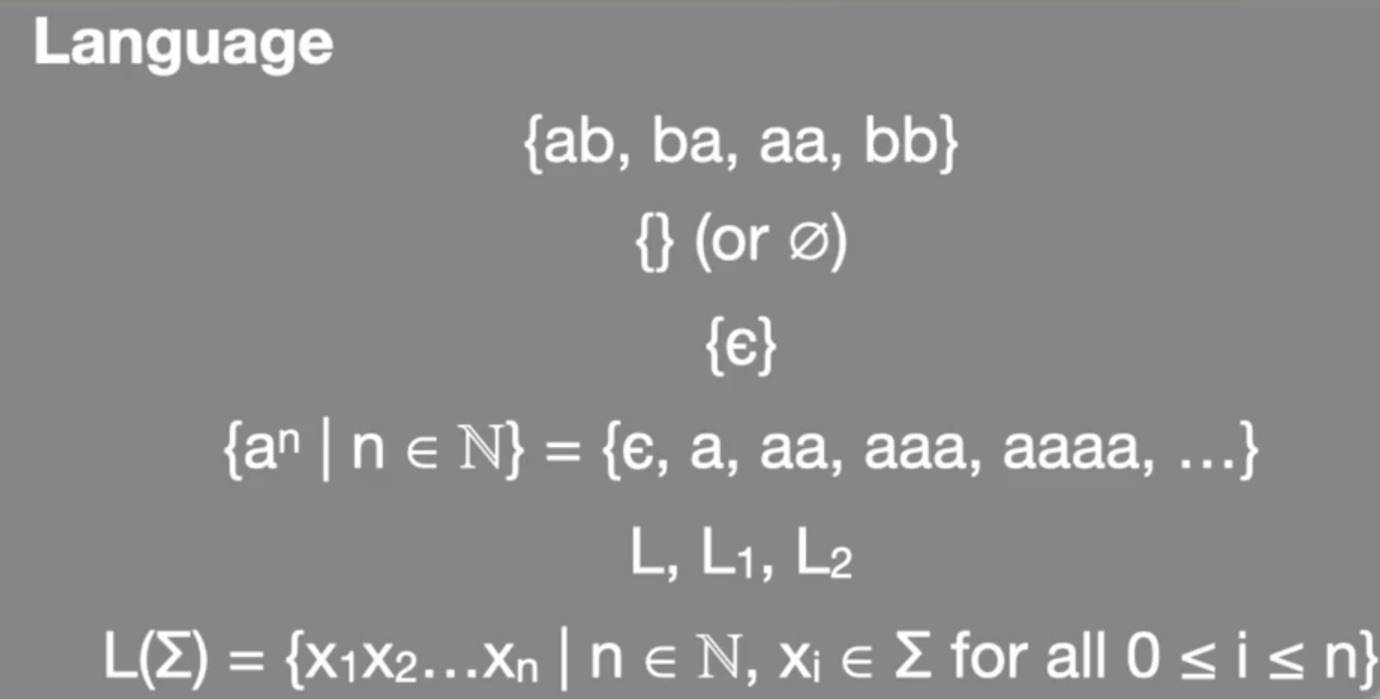 Language
{ab, ba, aa, bb}
{} (or ∅)
{є}
{aⁿ | n ∈ ℕ} = {є, a, aa, aaa, aaaa, ...}
L, L₁, L₂
L(Σ) = {x₁x₂...xₙ | n ∈ ℕ, xᵢ ∈ Σ for all 0 ≤ i ≤ n}